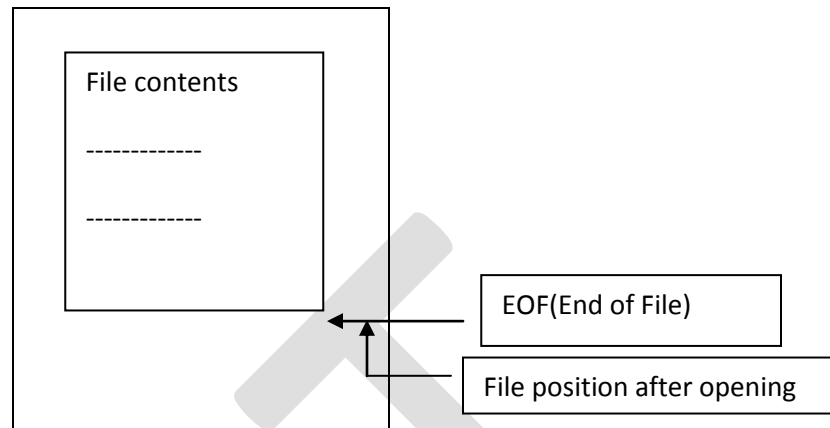 File contents
-------------
-------------
EOF(End of File)
File position after opening